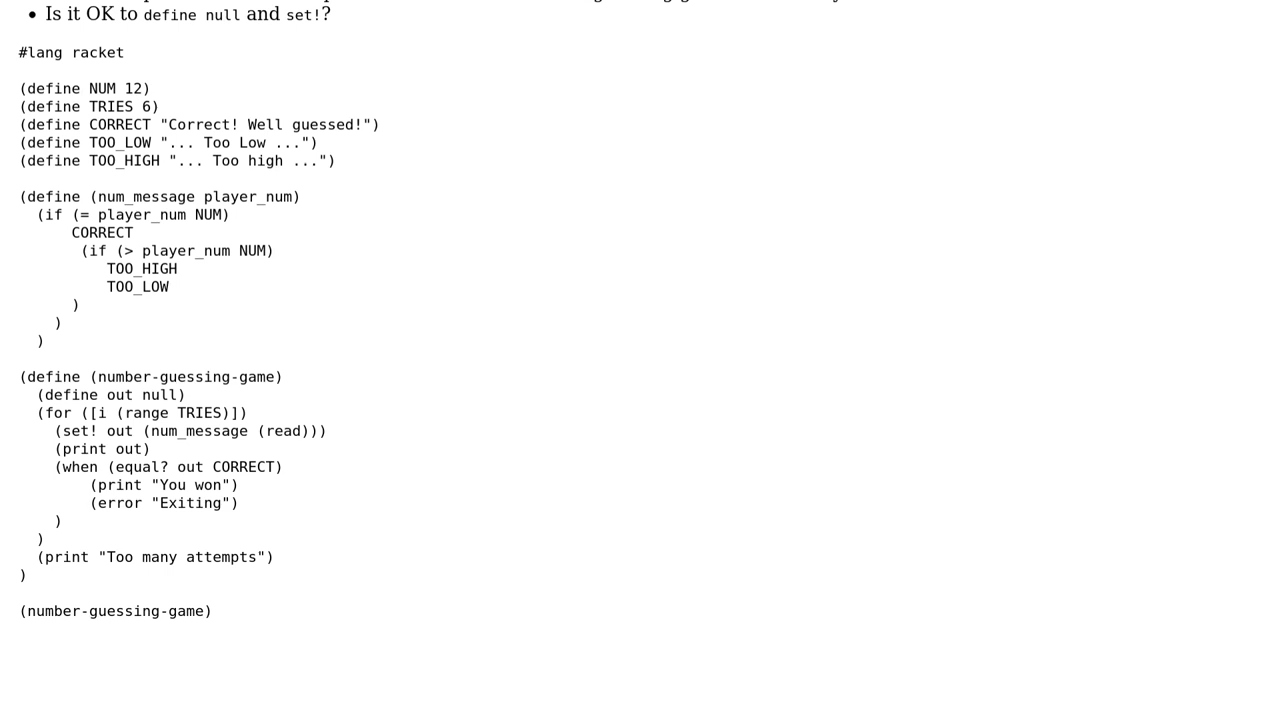 • Is it OK to define null and set!?
#lang racket
(define NUM 12)
(define TRIES 6)
(define CORRECT "Correct! Well guessed!")
(define TOO_LOW "... Too Low ...")
(define TOO_HIGH "... Too high ...")
(define (num_message player_num)
  (if (= player_num NUM)
      CORRECT
       (if (> player_num NUM)
          TOO_HIGH
          TOO_LOW
      )
    )
  )
(define (number-guessing-game)
  (define out null)
  (for ([i (range TRIES)])
    (set! out (num_message (read)))
    (print out)
    (when (equal? out CORRECT)
        (print "You won")
        (error "Exiting")
    )
  )
  (print "Too many attempts")
)
(number-guessing-game)